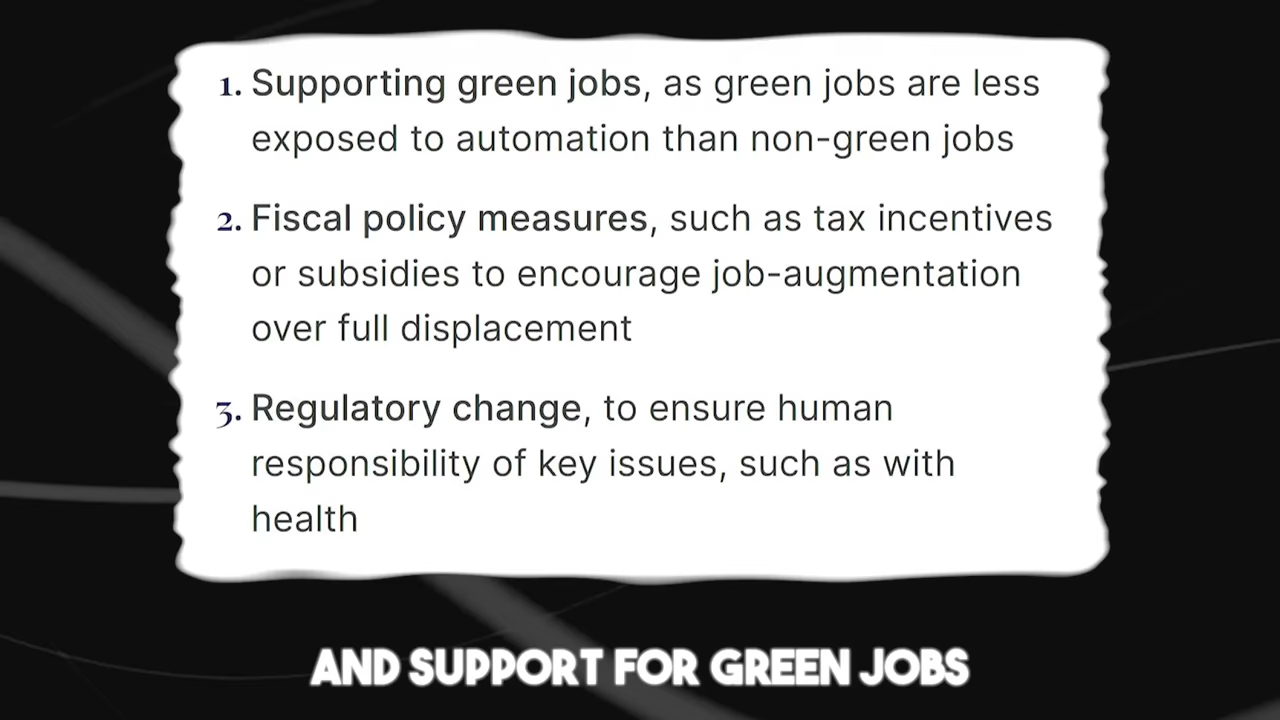 1. Supporting green jobs, as green jobs are less
exposed to automation than non-green jobs
2. Fiscal policy measures, such as tax incentives
or subsidies to encourage job-augmentation
over full displacement
3. Regulatory change, to ensure human
responsibility of key issues, such as with
health
AND SUPPORT FOR GREEN JOBS